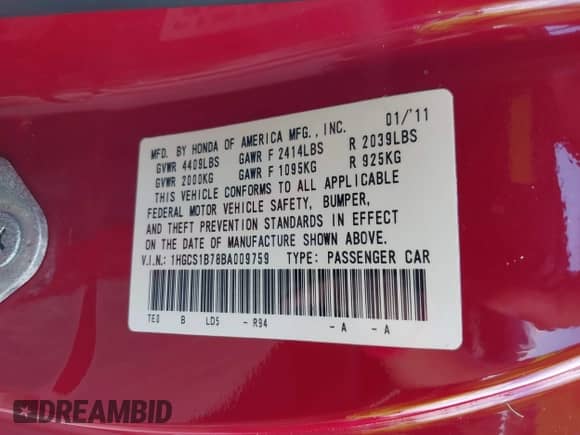 MFD. BY HONDA OF AMERICA MFG., INC. 01/'11
GVWR 4409LBS GAWR F 2414LBS R 2039LBS
GVWR 2000KG GAWR F 1095KG R 925KG
THIS VEHICLE CONFORMS TO ALL APPLICABLE
FEDERAL MOTOR VEHICLE SAFETY, BUMPER,
AND THEFT PREVENTION STANDARDS IN EFFECT
ON THE DATE OF MANUFACTURE SHOWN ABOVE.
V.I.N.: 1HGCS1B78BA009759 TYPE: PASSENGER CAR
TE0 B LD5 - R94 - A - A
DREAMBID